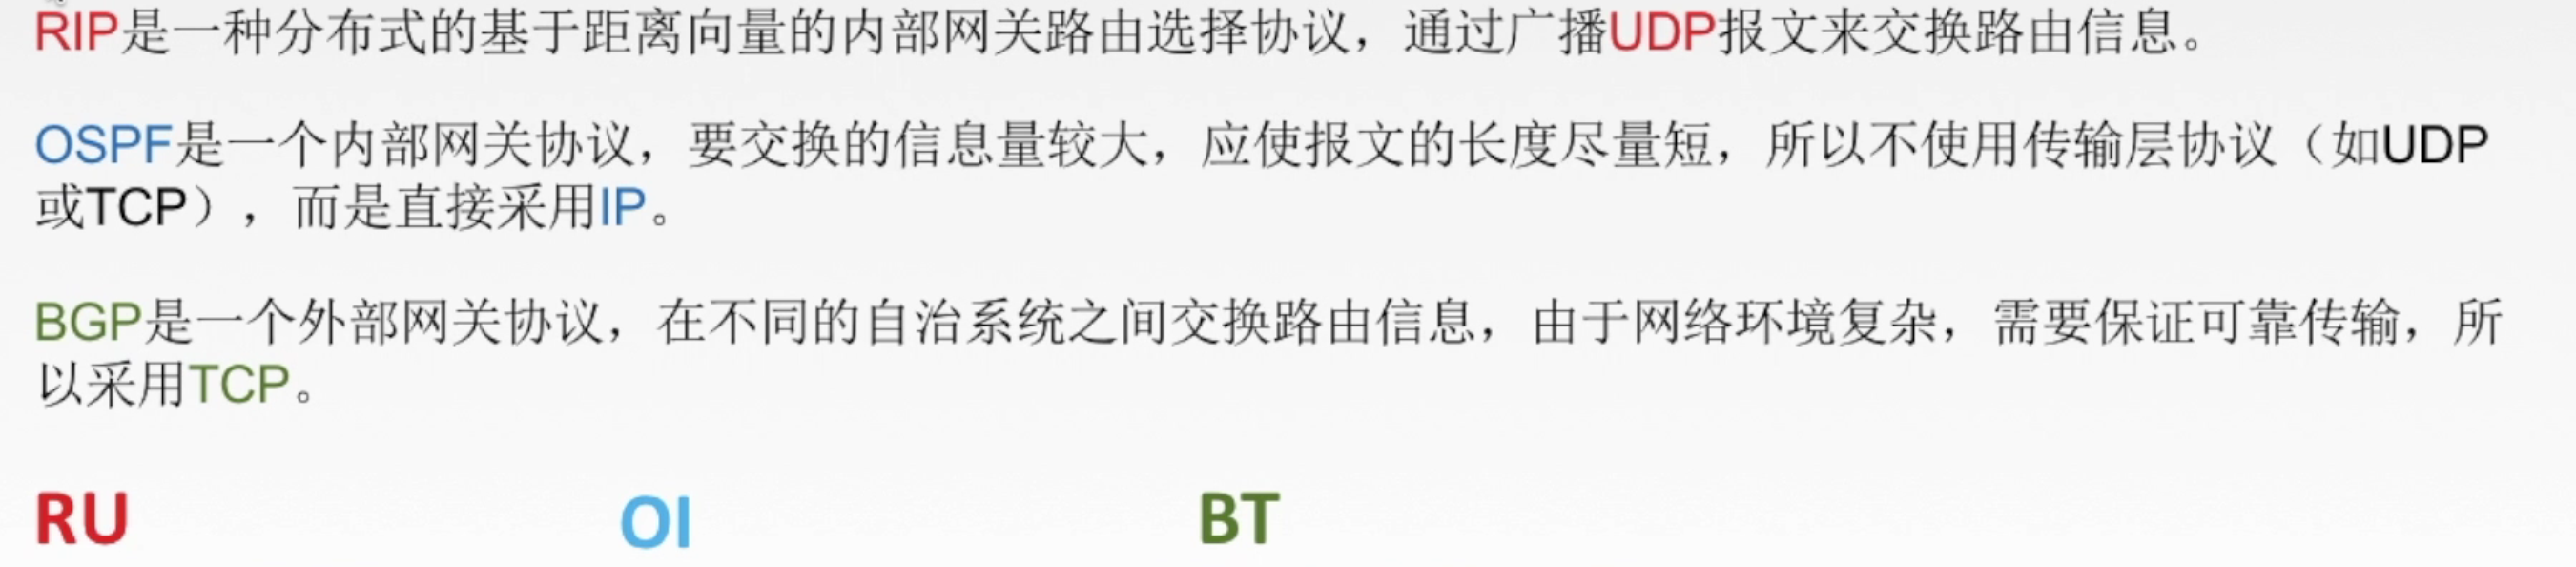 RIP是一种分布式的基于距离向量的内部网关路由选择协议，通过广播UDP报文来交换路由信息。
OSPF是一个内部网关协议，要交换的信息量较大，应使报文的长度尽量短，所以不使用传输层协议（如UDP
或TCP），而是直接采用IP。
BGP是一个外部网关协议，在不同的自治系统之间交换路由信息，由于网络环境复杂，需要保证可靠传输，所
以采用TCP。
RU OI BT